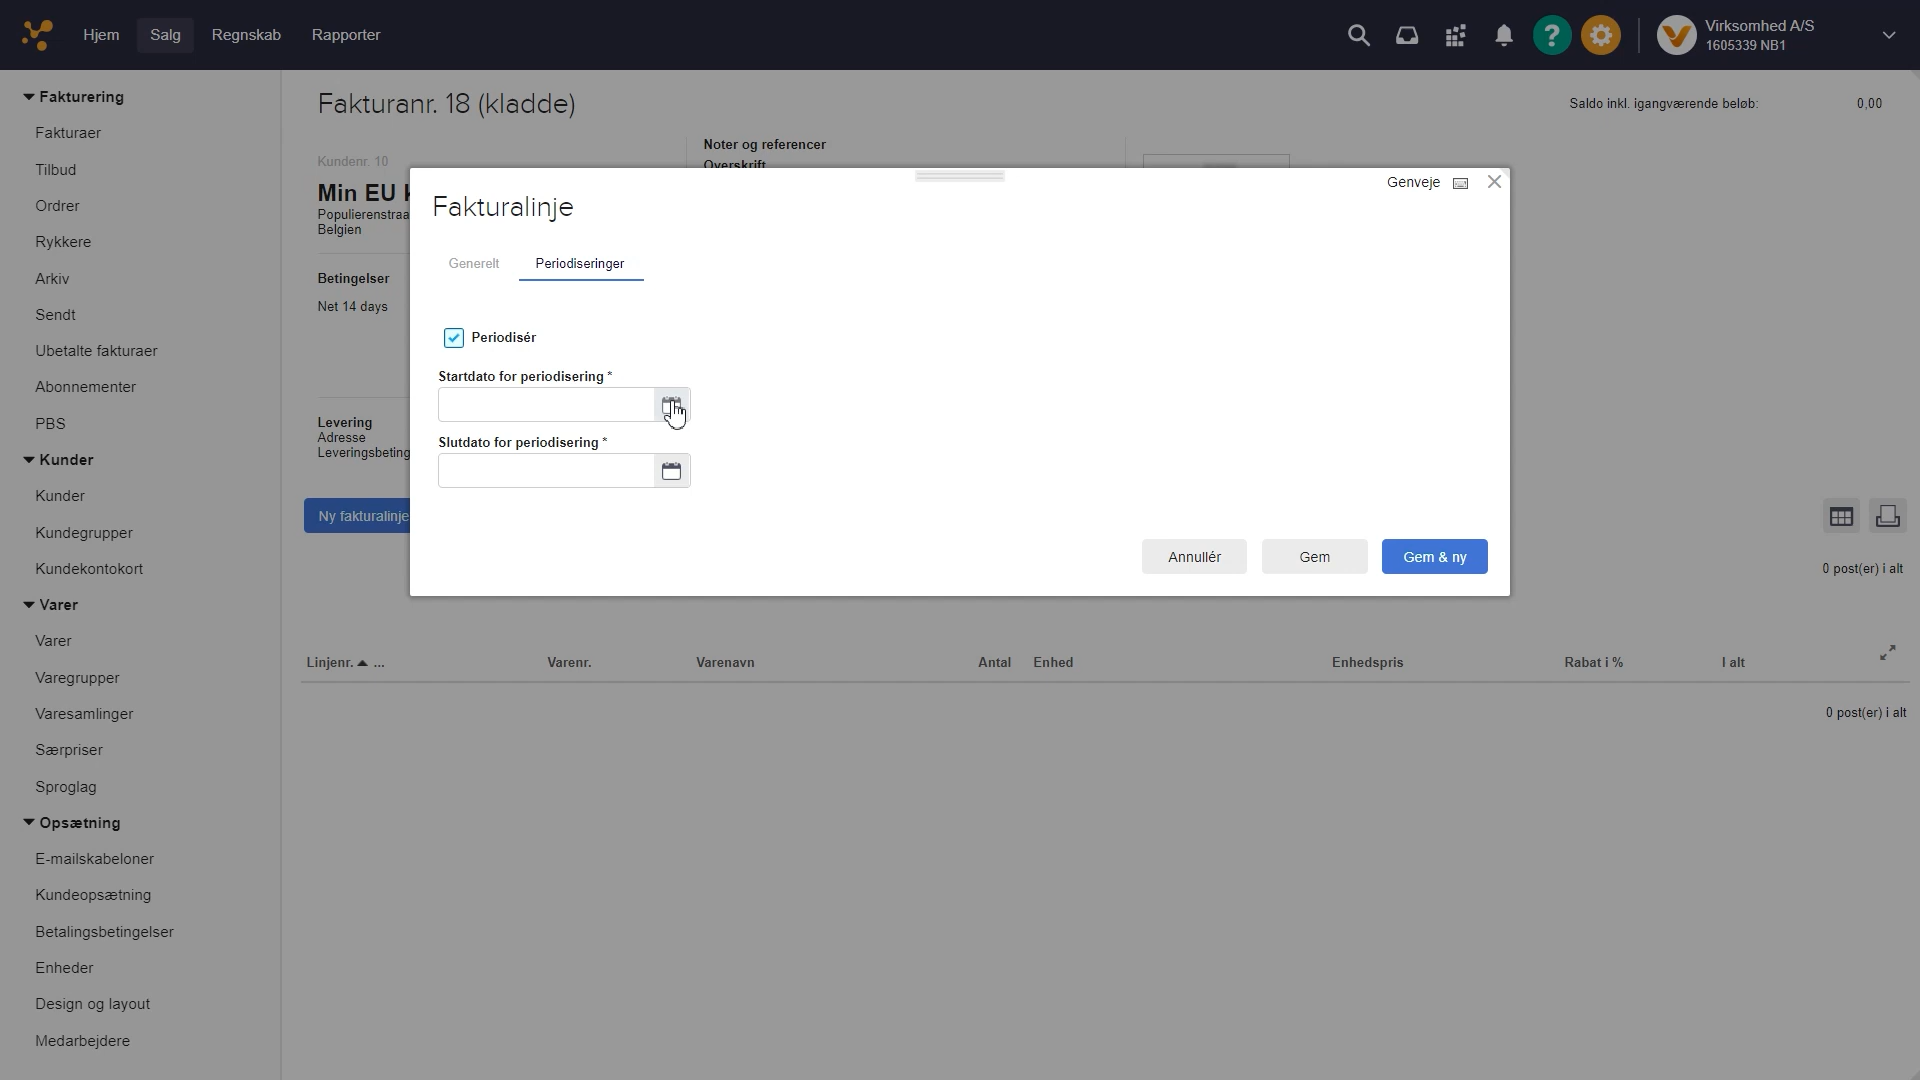 Hjem
Salg
Regnskab
Rapporter
?
Virksomhed A/S
1605339 NB1
Fakturering
Fakturaer
Tilbud
Ordrer
Rykkere
Arkiv
Sendt
Ubetalte fakturaer
Abonnementer
PBS
Kunder
Kunder
Kundegrupper
Kundekontokort
Varer
Varer
Varegrupper
Varesamlinger
Særpriser
Sproglag
Opsætning
E-mailskabeloner
Kundeopsætning
Betalingsbetingelser
Enheder
Design og layout
Medarbejdere
Fakturanr. 18 (kladde)
Saldo inkl. igangværende beløb: 0,00
Kundenr. 10
Min EU
Populierenstraa
Belgien
Noter og referencer
Overskrift
Betingelser
Net 14 days
Levering
Adresse
Leveringsbeting
Ny fakturalinje
Genveje
Fakturalinje
Generelt
Periodiseringer
Periodisér
Startdato for periodisering *
Slutdato for periodisering *
Annullér
Gem
Gem & ny
0 post(er) i alt
Linjenr. ... Varenr. Varenavn Antal Enhed Enhedspris Rabat i % I alt
0 post(er) i alt